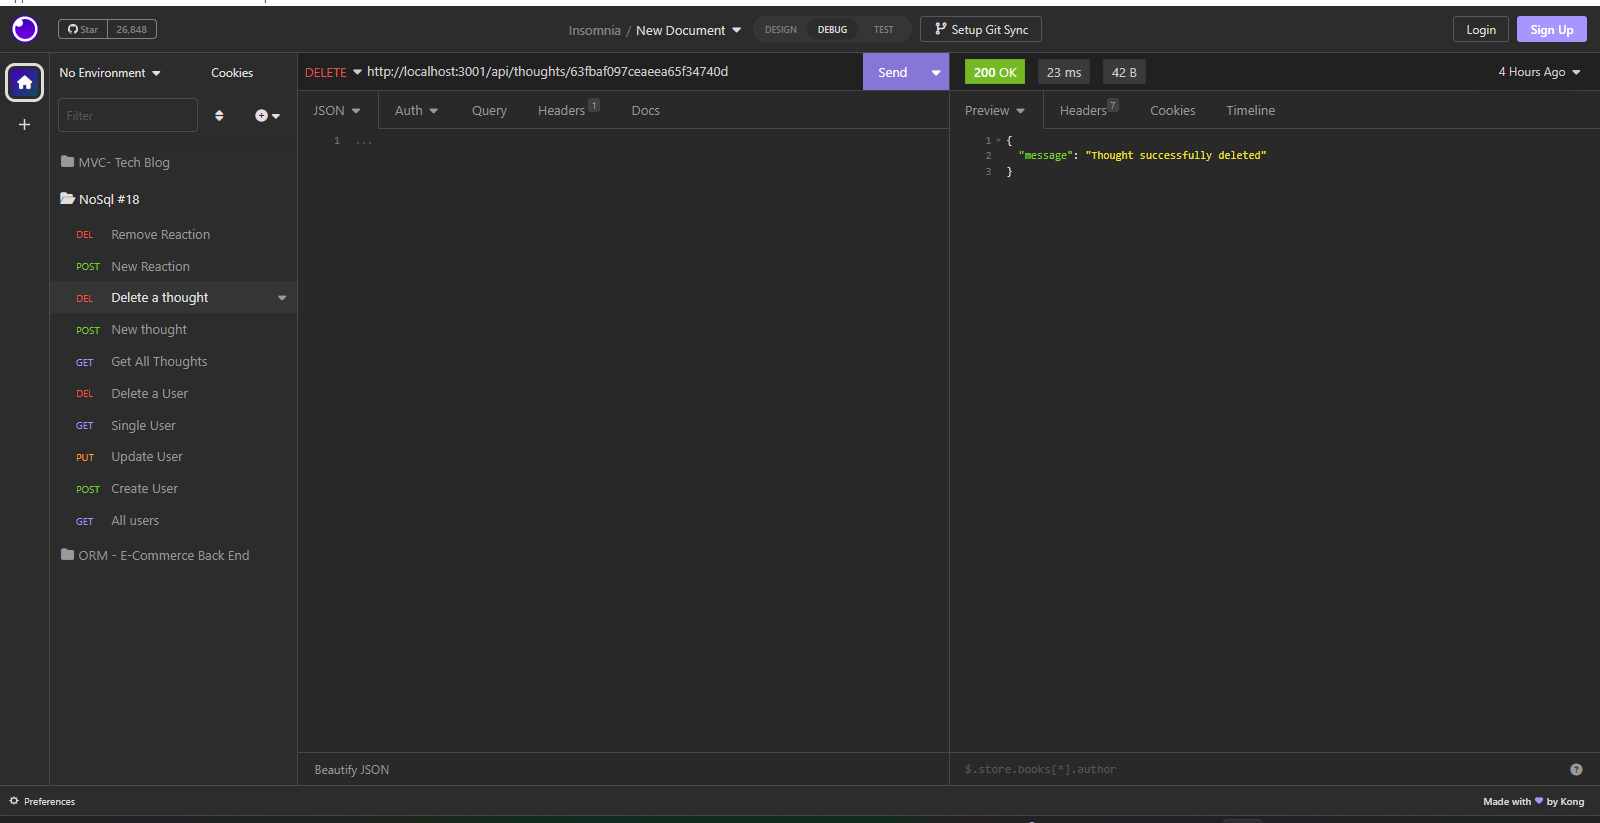 Star 26,848
Insomnia / New Document
DESIGN DEBUG TEST
Setup Git Sync
Login
Sign Up
No Environment
Cookies
DELETE http://localhost:3001/api/thoughts/63fbaf097ceaeea65f34740d
Send
200 OK
23 ms
42 B
4 Hours Ago
Filter
JSON Auth Query Headers 1 Docs
Preview Headers 7 Cookies Timeline
1 ...
1 {
2 "message": "Thought successfully deleted"
3 }
MVC- Tech Blog
NoSql #18
DEL Remove Reaction
POST New Reaction
DEL Delete a thought
POST New thought
GET Get All Thoughts
DEL Delete a User
GET Single User
PUT Update User
POST Create User
GET All users
ORM - E-Commerce Back End
Beautify JSON
$.store.books[*].author
?
Preferences
Made with ♥ by Kong